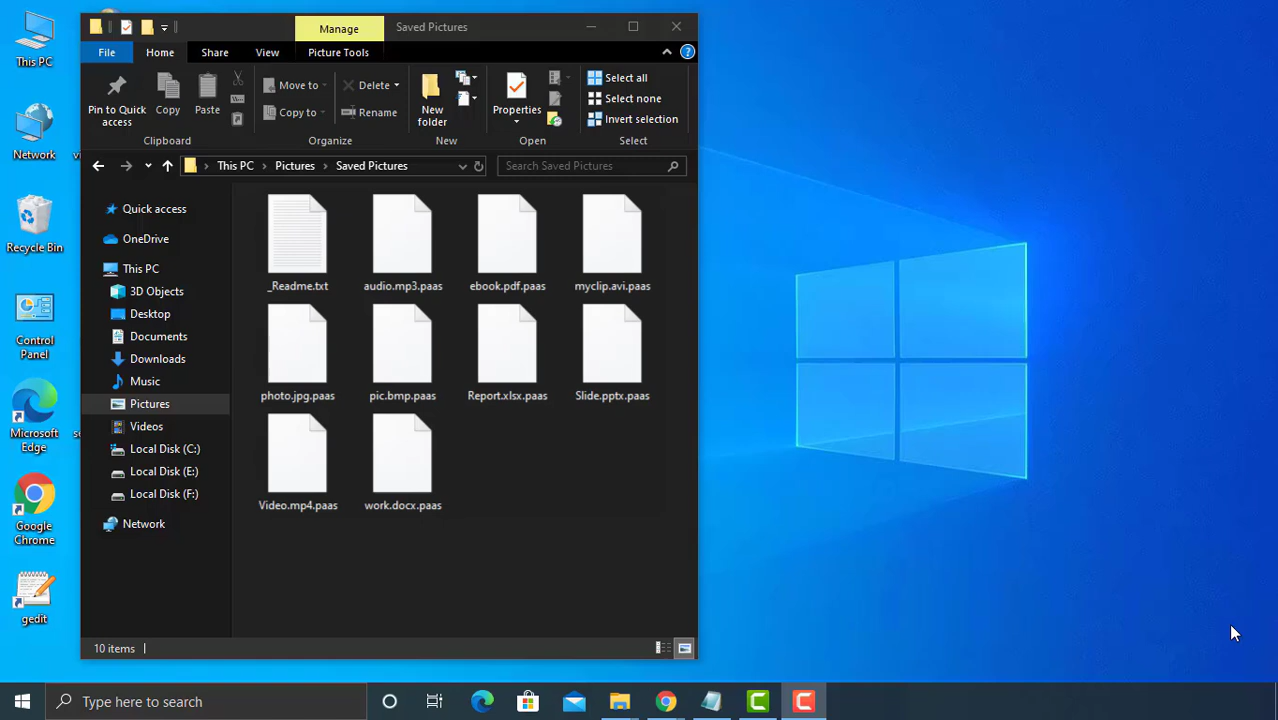 Manage
Saved Pictures
File
Home
Share
View
Picture Tools
Pin to Quick
access
Copy
Paste
Move to
Copy to
Delete
Rename
New
folder
Properties
Select all
Select none
Invert selection
Clipboard
Organize
New
Open
Select
This PC
Pictures
Saved Pictures
Search Saved Pictures
Quick access
OneDrive
This PC
3D Objects
Desktop
Documents
Downloads
Music
Pictures
Videos
Local Disk (C:)
Local Disk (E:)
Local Disk (F:)
Network
_Readme.txt
audio.mp3.paas
ebook.pdf.paas
myclip.avi.paas
photo.jpg.paas
pic.bmp.paas
Report.xlsx.paas
Slide.pptx.paas
Video.mp4.paas
work.docx.paas
10 items
This PC
Network
Recycle Bin
Control
Panel
Microsoft
Edge
Google
Chrome
gedit
Type here to search